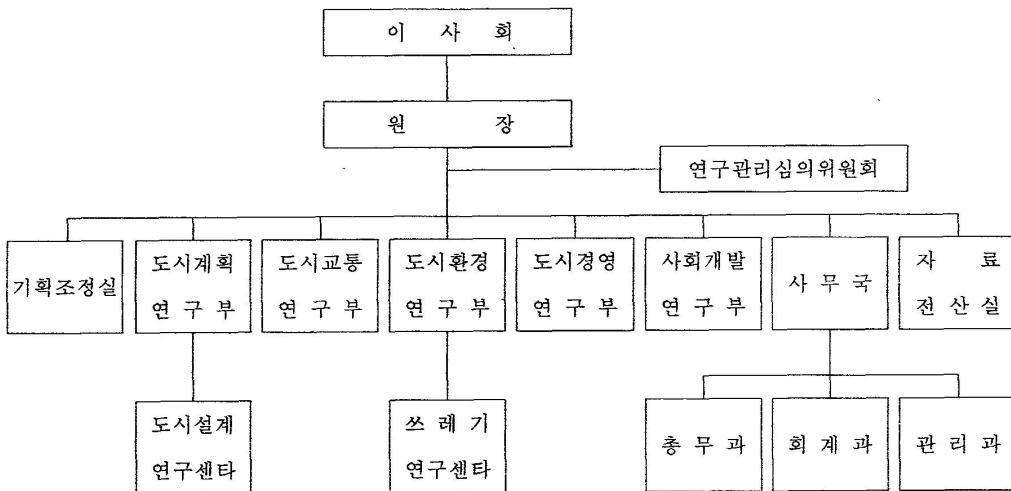 이 사 회
원 장
연구관리심의위원회
기획조정실
도시계획
연 구 부
도시교통
연 구 부
도시환경
연 구 부
도시경영
연 구 부
사회개발
연 구 부
사 무 국
자 료
전 산 실
도시설계
연구센타
쓰 레 기
연구센타
총 무 과
회 계 과
관 리 과